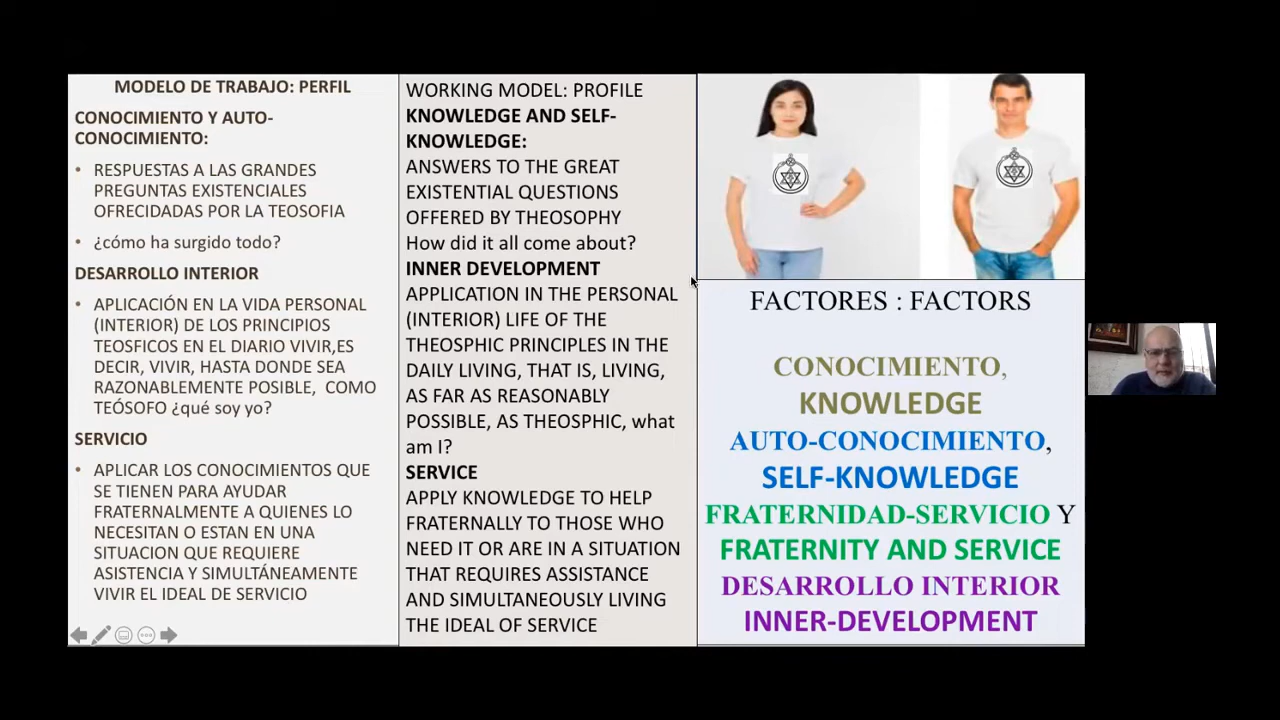 MODELO DE TRABAJO: PERFIL
CONOCIMIENTO Y AUTO-
CONOCIMIENTO:
• RESPUESTAS A LAS GRANDES
PREGUNTAS EXISTENCIALES
OFRECIDADAS POR LA TEOSOFIA
• ¿cómo ha surgido todo?
DESARROLLO INTERIOR
• APLICACIÓN EN LA VIDA PERSONAL
(INTERIOR) DE LOS PRINCIPIOS
TEOSFICOS EN EL DIARIO VIVIR,ES
DECIR, VIVIR, HASTA DONDE SEA
RAZONABLEMENTE POSIBLE, COMO
TEÓSOFO ¿qué soy yo?
SERVICIO
• APLICAR LOS CONOCIMIENTOS QUE
SE TIENEN PARA AYUDAR
FRATERNALMENTE A QUIENES LO
NECESITAN O ESTAN EN UNA
SITUACION QUE REQUIERE
ASISTENCIA Y SIMULTÁNEAMENTE
VIVIR EL IDEAL DE SERVICIO
WORKING MODEL: PROFILE
KNOWLEDGE AND SELF-
KNOWLEDGE:
ANSWERS TO THE GREAT
EXISTENTIAL QUESTIONS
OFFERED BY THEOSOPHY
How did it all come about?
INNER DEVELOPMENT
APPLICATION IN THE PERSONAL
(INTERIOR) LIFE OF THE
THEOSPHIC PRINCIPLES IN THE
DAILY LIVING, THAT IS, LIVING,
AS FAR AS REASONABLY
POSSIBLE, AS THEOSPHIC, what
am I?
SERVICE
APPLY KNOWLEDGE TO HELP
FRATERNALLY TO THOSE WHO
NEED IT OR ARE IN A SITUATION
THAT REQUIRES ASSISTANCE
AND SIMULTANEOUSLY LIVING
THE IDEAL OF SERVICE
FACTORES : FACTORS
CONOCIMIENTO,
KNOWLEDGE
AUTO-CONOCIMIENTO,
SELF-KNOWLEDGE
FRATERNIDAD-SERVICIO Y
FRATERNITY AND SERVICE
DESARROLLO INTERIOR
INNER-DEVELOPMENT